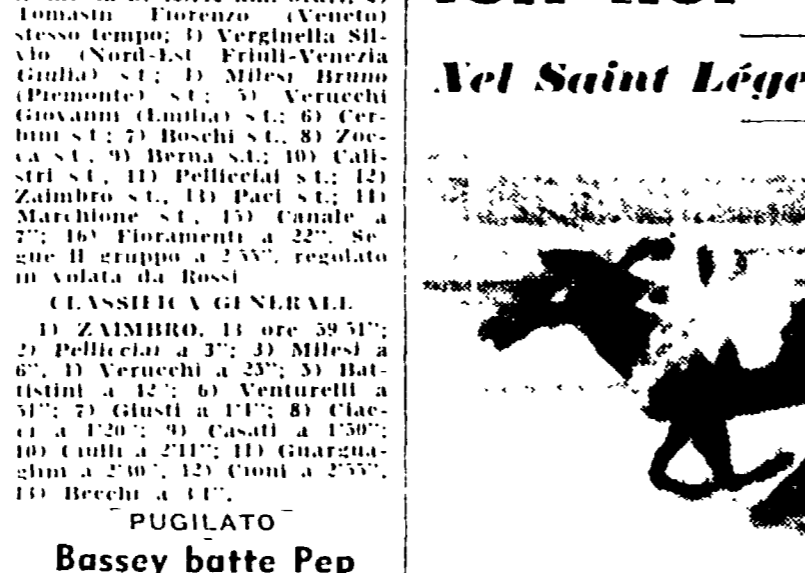 Tomasin Fiorenzo (Veneto)
stesso tempo; 3) Verginella Sil-
vio (Nord-Est Friuli-Venezia
Giulia) s t; 4) Milesi Bruno
(Piemonte) s t; 5) Verucchi
Giovanni (Emilia) s t.; 6) Cer-
bini s t; 7) Boschi s t., 8) Zoc-
ca s t, 9) Berna s.t.; 10) Cali-
stri s t, 11) Pellicciai s t; 12)
Zaimbro s t., 13) Paci s t; 14)
Marchione s t, 15) Canale a
7"; 16) Fioramenti a 22". Se-
gue il gruppo a 2'55", regolato
in volata da Rossi
CLASSIFICA GENERALE
1) ZAIMBRO, 13 ore 59'51";
2) Pellicciai a 3"; 3) Milesi a
6", 4) Verucchi a 25"; 5) Bat-
tistini a 42"; 6) Venturelli a
51"; 7) Giusti a 1'4"; 8) Ciac-
ci a 1'20"; 9) Casati a 1'50";
10) Ciulli a 2'11"; 11) Guargua-
glini a 2'30", 12) Cioni a 2'55",
13) Becchi a
PUGILATO
Bassey batte Pep
Nel Saint Lége